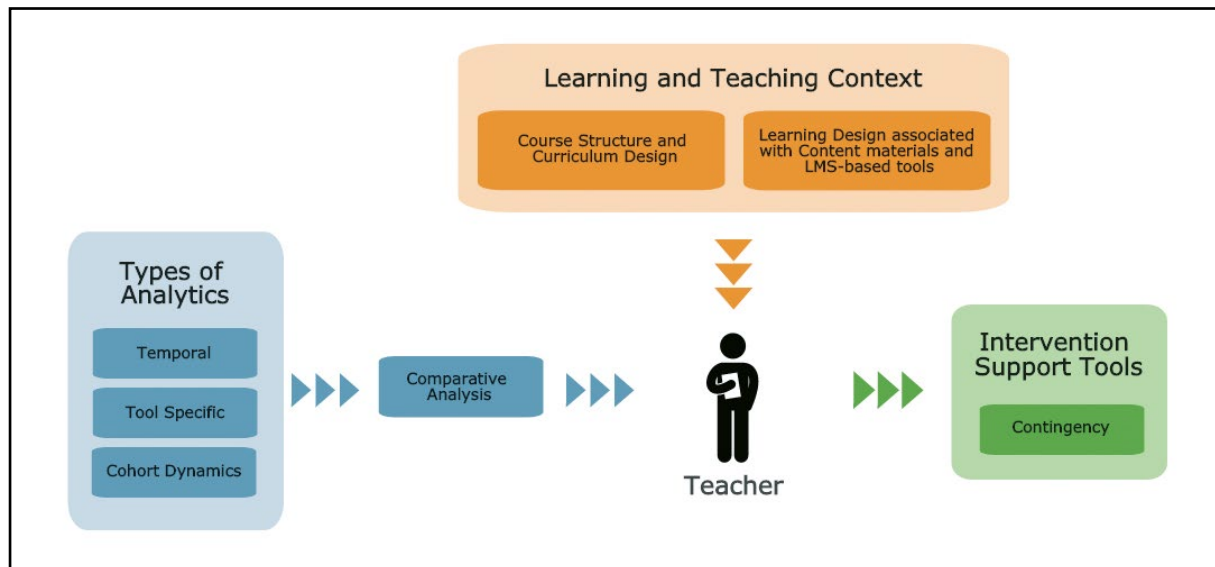 Learning and Teaching Context
Course Structure and
Curriculum Design
Learning Design associated
with Content materials and
LMS-based tools
Types of
Analytics
Temporal
Tool Specific
Cohort Dynamics
Comparative
Analysis
Teacher
Intervention
Support Tools
Contingency